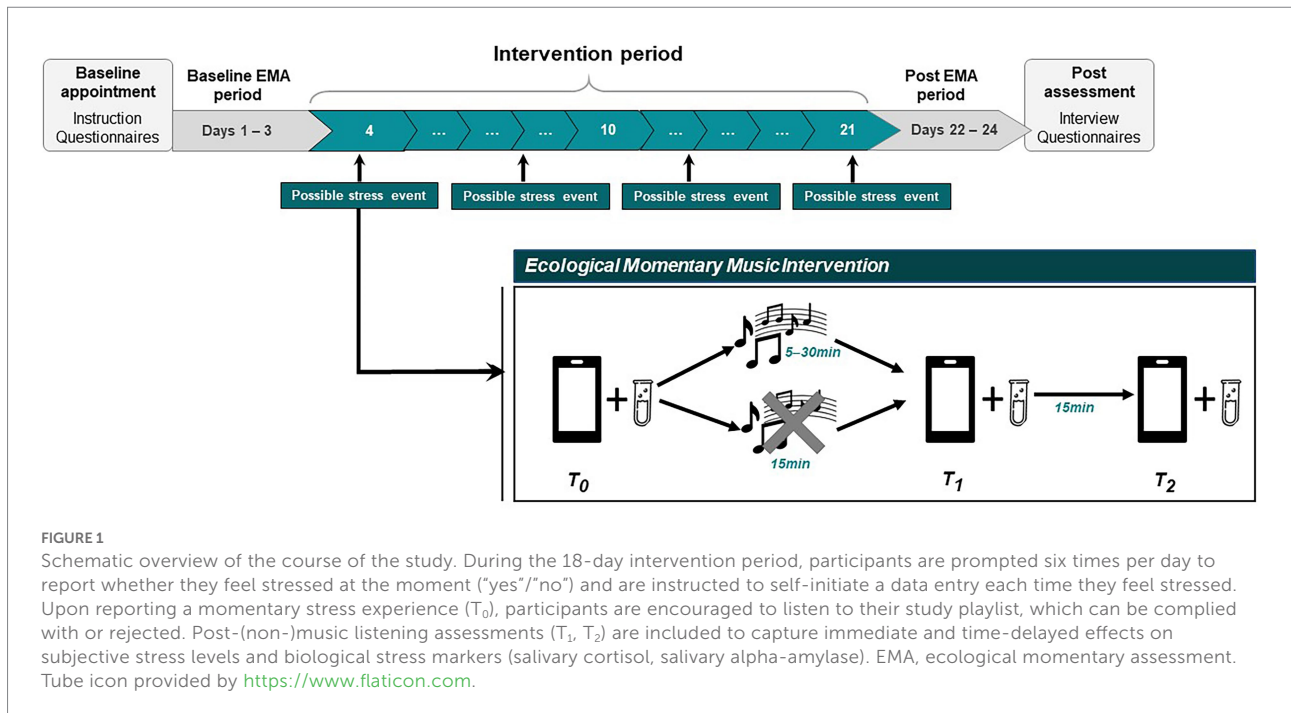 Intervention period
Baseline
appointment
Instruction
Questionnaires
Baseline EMA
period
Days 1 – 3
4
...
...
...
10
...
...
...
21
Post EMA
period
Days 22 – 24
Post
assessment
Interview
Questionnaires
Possible stress event
Possible stress event
Possible stress event
Possible stress event
Ecological Momentary MusicIntervention
5–30min
15min
15min
T0
T1
T2
FIGURE 1
Schematic overview of the course of the study. During the 18-day intervention period, participants are prompted six times per day to
report whether they feel stressed at the moment (“yes”/“no”) and are instructed to self-initiate a data entry each time they feel stressed.
Upon reporting a momentary stress experience (T0), participants are encouraged to listen to their study playlist, which can be complied
with or rejected. Post-(non-)music listening assessments (T1, T2) are included to capture immediate and time-delayed effects on
subjective stress levels and biological stress markers (salivary cortisol, salivary alpha-amylase). EMA, ecological momentary assessment.
Tube icon provided by https://www.flaticon.com.